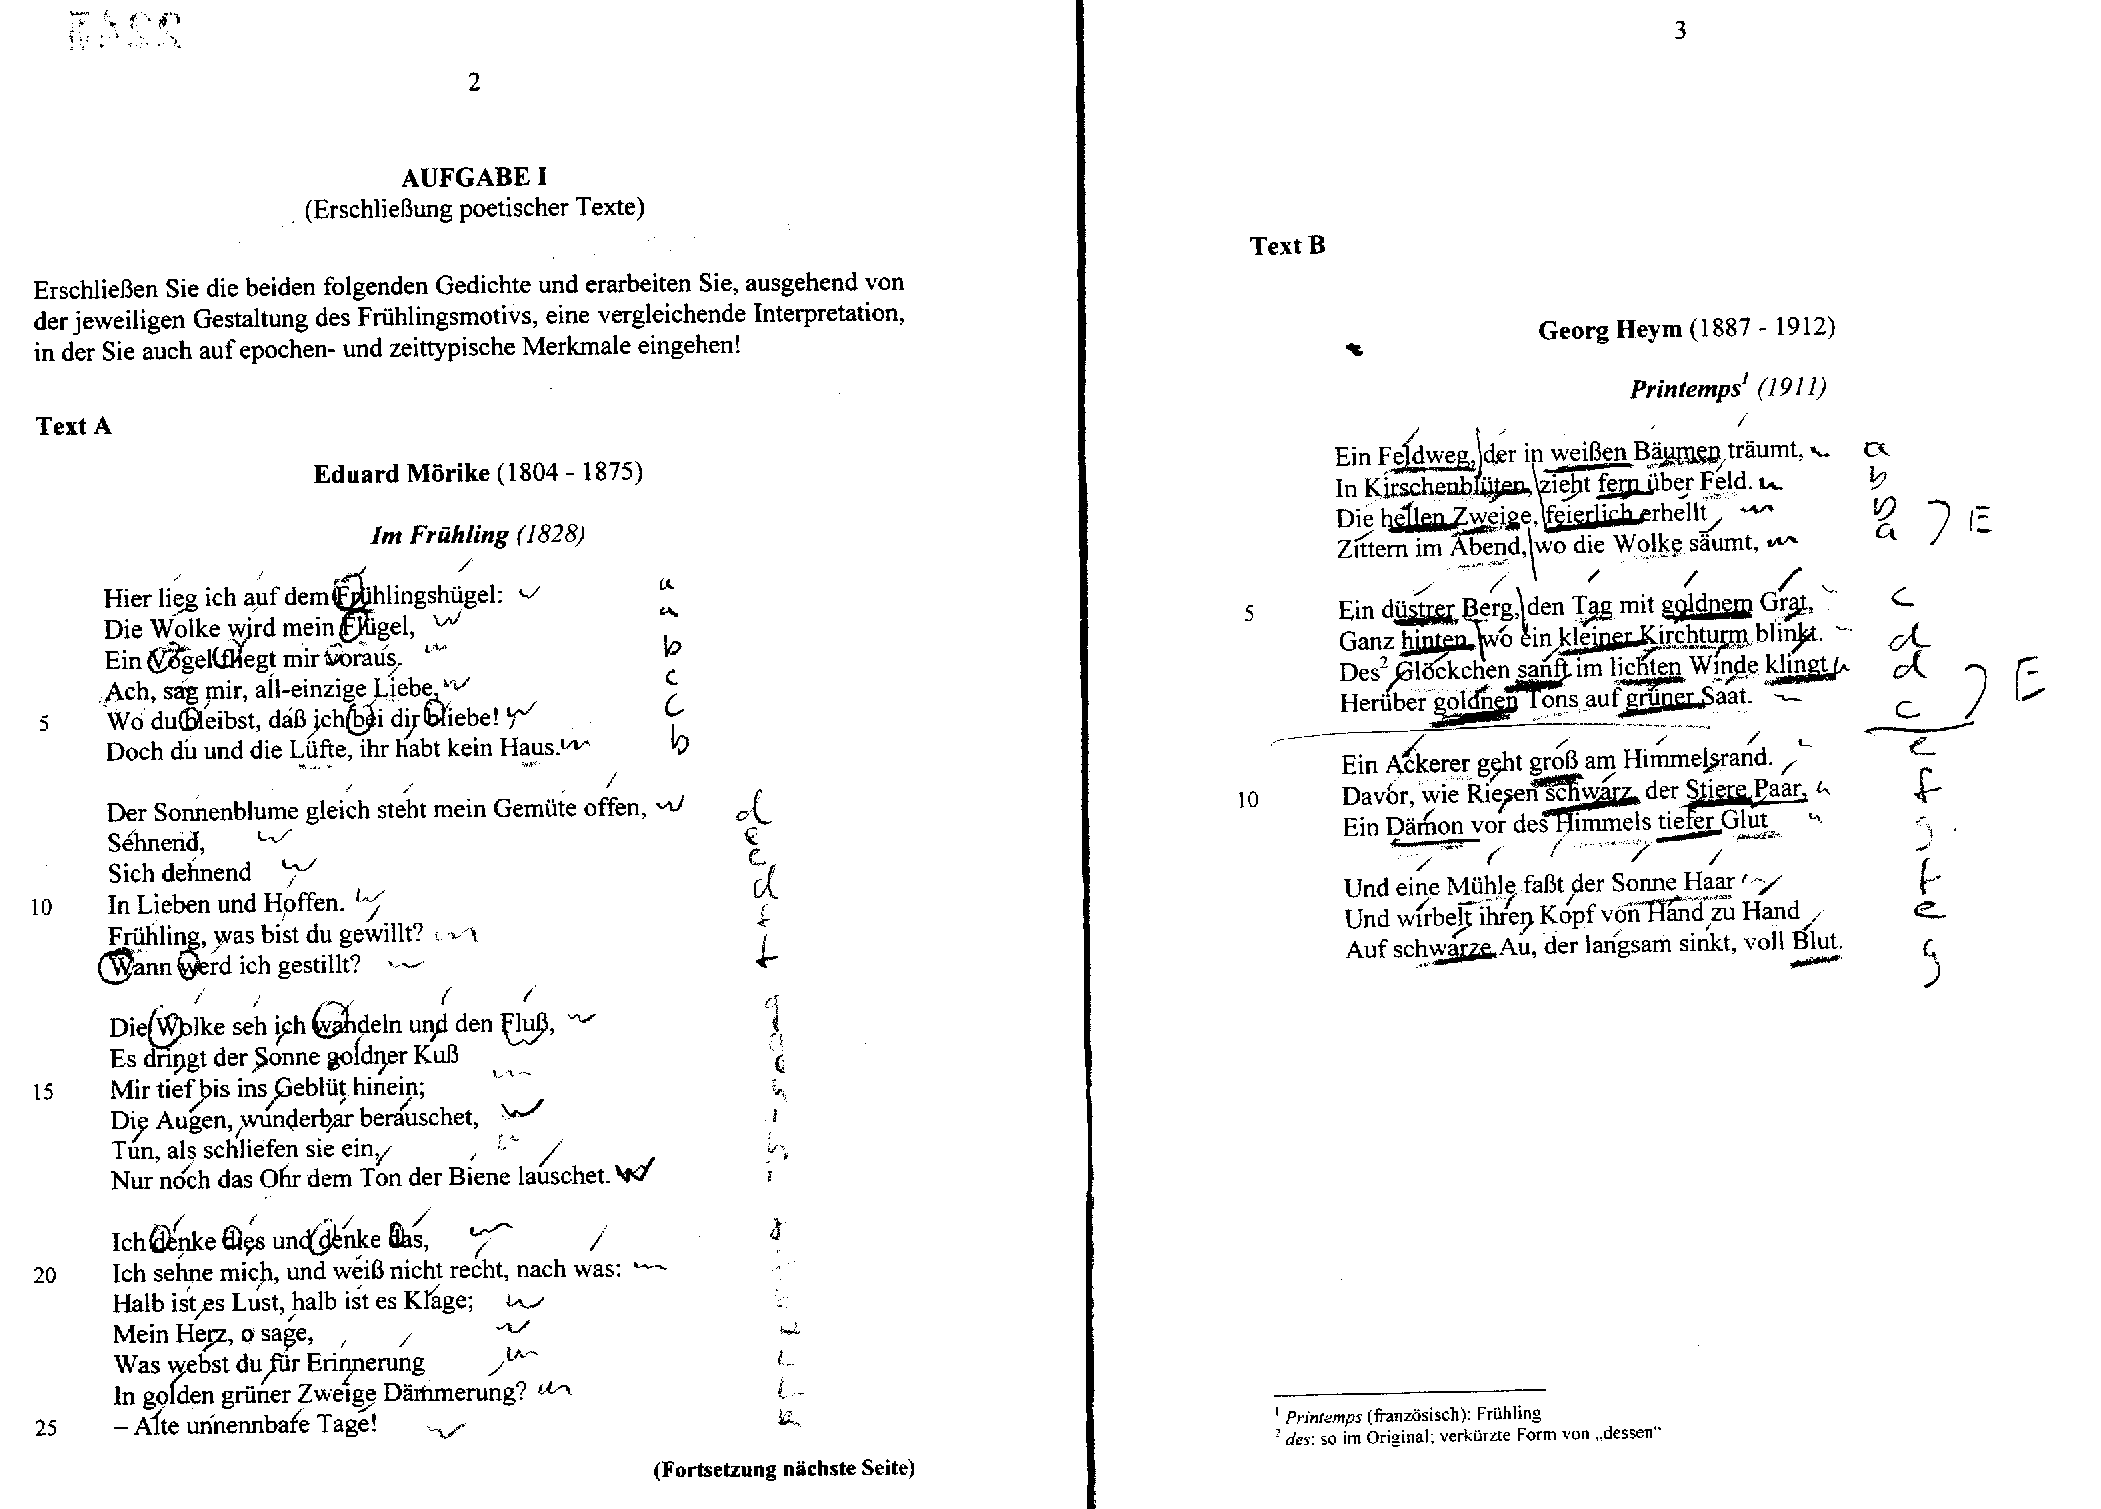 2
AUFGABE I
(Erschließung poetischer Texte)
Erschließen Sie die beiden folgenden Gedichte und erarbeiten Sie, ausgehend von
der jeweiligen Gestaltung des Frühlingsmotivs, eine vergleichende Interpretation,
in der Sie auch auf epochen- und zeittypische Merkmale eingehen!
Text A
Eduard Mörike (1804 - 1875)
Im Frühling (1828)
Hier lieg ich auf dem Frühlingshügel: a
Die Wolke wird mein Flügel, a
Ein Vogel fliegt mir voraus. b
Ach, sag mir, all-einzige Liebe, c
5 Wo du bleibst, daß ich bei dir bliebe! c
Doch du und die Lüfte, ihr habt kein Haus. b
Der Sonnenblume gleich steht mein Gemüte offen, d
Sehnend, e
Sich dehnend e
10 In Lieben und Hoffen. d
Frühling, was bist du gewillt? f
Wann werd ich gestillt? f
Die Wolke seh ich wandeln und den Fluß, g
Es dringt der Sonne goldner Kuß g
15 Mir tief bis ins Geblüt hinein;
Die Augen, wunderbar berauschet,
Tun, als schliefen sie ein,
Nur noch das Ohr dem Ton der Biene lauschet.
Ich denke dies und denke das,
20 Ich sehne mich, und weiß nicht recht, nach was:
Halb ist es Lust, halb ist es Klage;
Mein Herz, o sage,
Was webst du für Erinnerung
In golden grüner Zweige Dämmerung?
25 – Alte unnennbare Tage!
(Fortsetzung nächste Seite)
3
Text B
Georg Heym (1887 - 1912)
Printemps1 (1911)
Ein Feldweg, der in weißen Bäumen träumt, a
In Kirschenblüten, zieht fern über Feld. b
Die hellen Zweige, feierlich erhellt b
Zittern im Abend, wo die Wolke säumt, a
E
5 Ein düstrer Berg, den Tag mit goldnem Grat, c
Ganz hinten, wo ein kleiner Kirchturm blinkt. d
Des2 Glöckchen sanft im lichten Winde klingt d
Herüber goldnen Tons auf grüner Saat. c
E
Ein Ackerer geht groß am Himmelsrand. e
10 Davor, wie Riesen schwarz, der Stiere Paar, f
Ein Dämon vor des Himmels tiefer Glut g
Und eine Mühle faßt der Sonne Haar f
Und wirbelt ihren Kopf von Hand zu Hand e
Auf schwarze Au, der langsam sinkt, voll Blut. g
1 Printemps (französisch): Frühling
2 des: so im Original; verkürzte Form von „dessen“